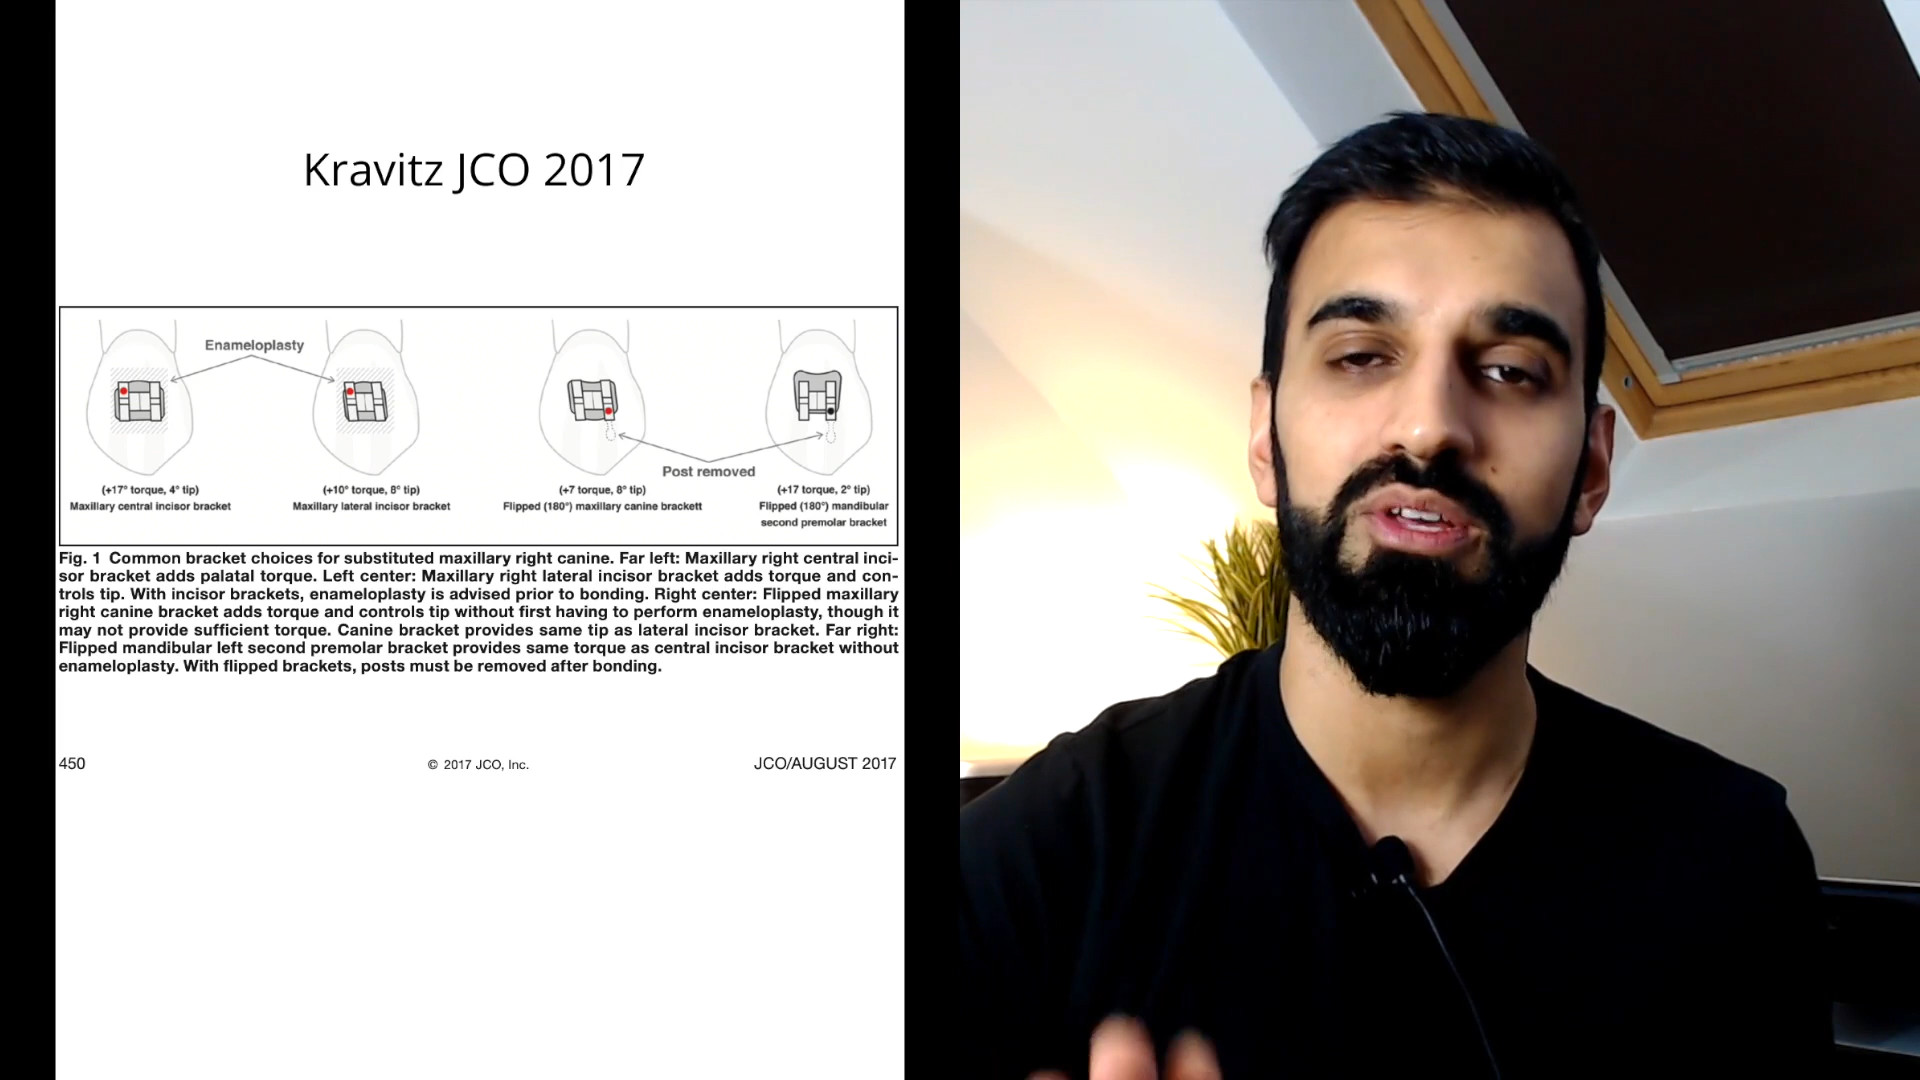 Kravitz JCO 2017
Enameloplasty
Post removed
(+17° torque, 4° tip)
Maxillary central incisor bracket
(+10° torque, 8° tip)
Maxillary lateral incisor bracket
(+7 torque, 8° tip)
Flipped (180°) maxillary canine brackett
(+17 torque, 2° tip)
Flipped (180°) mandibular
second premolar bracket
Fig. 1 Common bracket choices for substituted maxillary right canine. Far left: Maxillary right central inci-
sor bracket adds palatal torque. Left center: Maxillary right lateral incisor bracket adds torque and con-
trols tip. With incisor brackets, enameloplasty is advised prior to bonding. Right center: Flipped maxillary
right canine bracket adds torque and controls tip without first having to perform enameloplasty, though it
may not provide sufficient torque. Canine bracket provides same tip as lateral incisor bracket. Far right:
Flipped mandibular left second premolar bracket provides same torque as central incisor bracket without
enameloplasty. With flipped brackets, posts must be removed after bonding.
450
© 2017 JCO, Inc.
JCO/AUGUST 2017